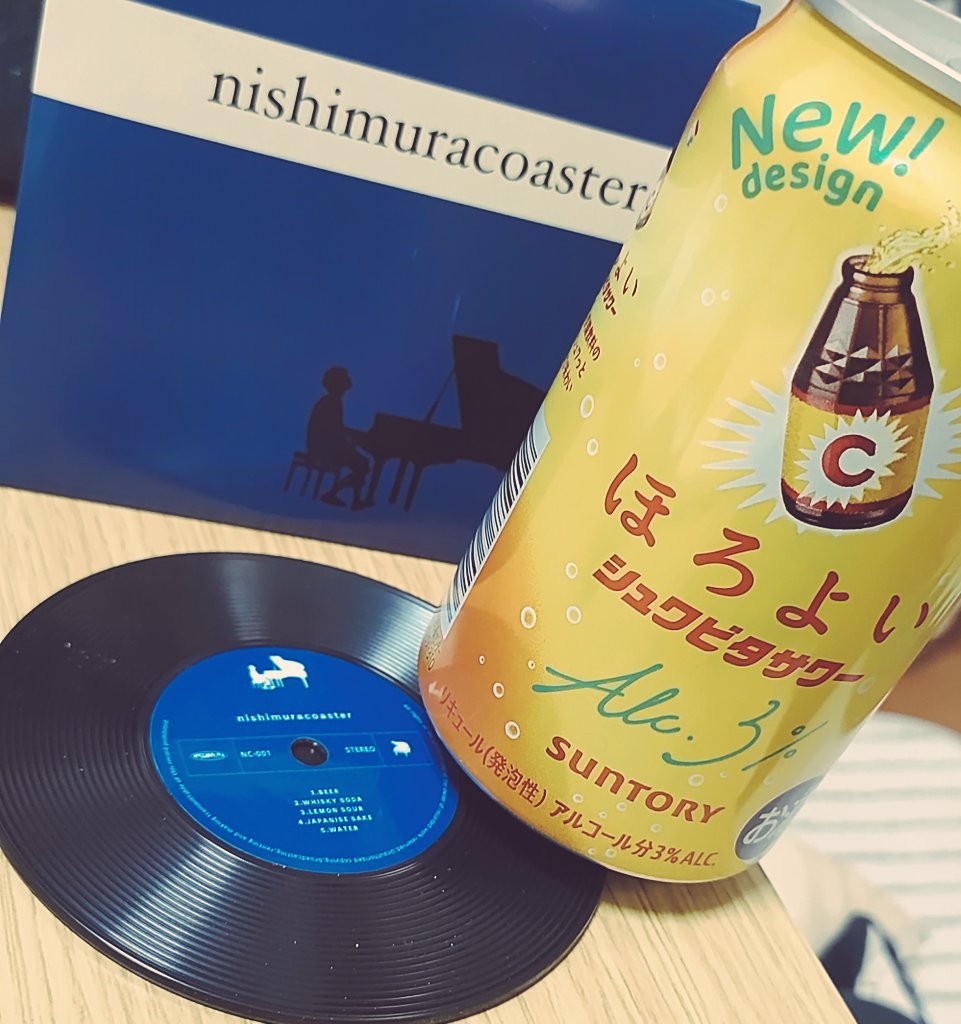 nishimuracoaster
New!
design
C
ほろよい
シュワビタサワー
Alc.3%
SUNTORY
リキュール(発泡性) アルコール分3% ALC.
お
nishimuracoaster
NC-001
STEREO
1.BEER
2.WHISKY SODA
3.LEMON SOUR
4.JAPANISE SAKE
5.WATER